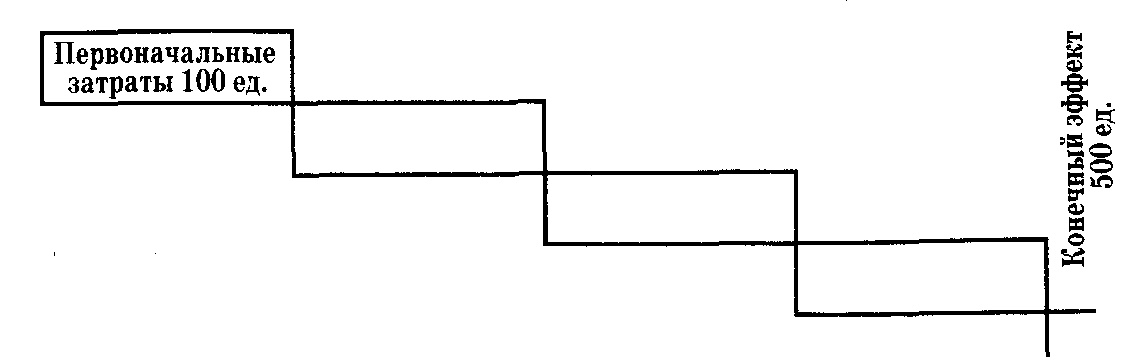 Первоначальные
затраты 100 ед.
Конечный эффект
500 ед.